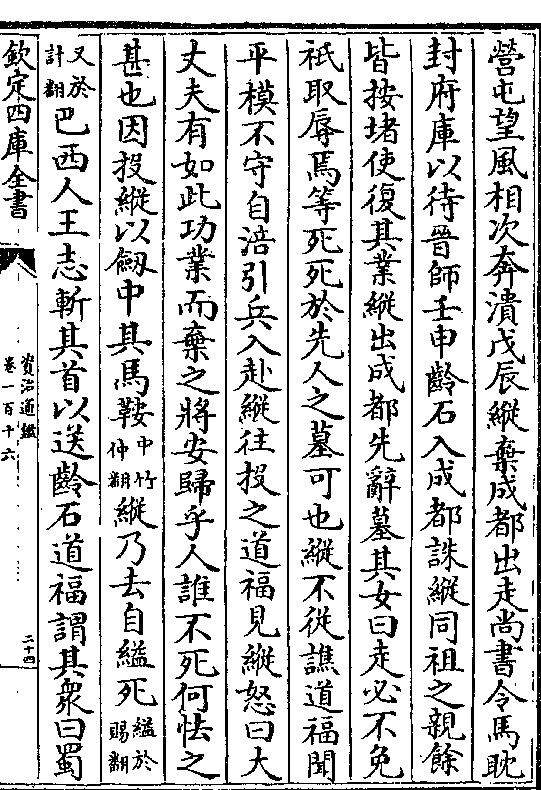 營屯望風相次奔潰戊辰縱棄成都出走尚書令馬耽
封府庫以待晉師壬申齡石入成都誅縱同祖之親餘
皆按堵使復其業縱出成都先辭墓其女曰走必不免
祇取辱焉等死死於先人之墓可也縱不從譙道福聞
平模不守自涪引兵入赴縱往投之道福見縱怒曰大
丈夫有如此功業而棄之將安歸乎人誰不死何怯之
甚也因投縱以劔中其馬鞍中竹仲翻縱乃去自縊死縊於賜翻
又於計翻巴西人王志斬其首以送齡石道福謂其衆曰蜀
欽定四庫全書
資治通鑑
卷一百十六
二十四